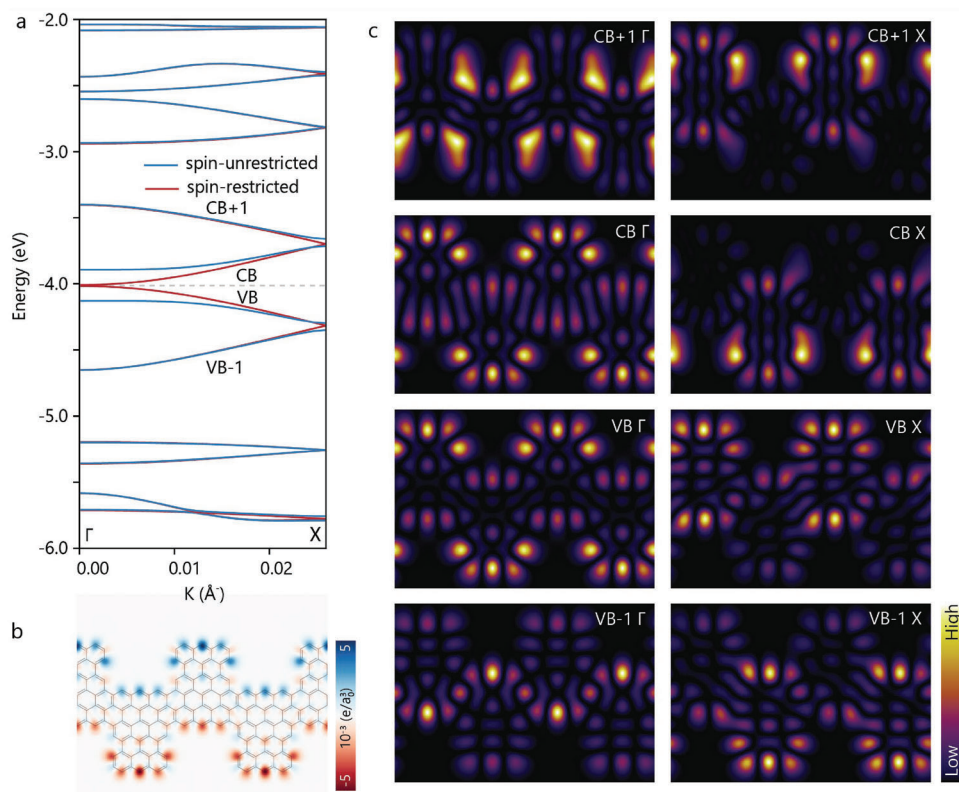 a
-2.0
-3.0
-4.0
-5.0
-6.0
Energy (eV)
spin-unrestricted
spin-restricted
CB+1
CB
VB
VB-1
Γ
X
0.00
0.01
0.02
K (Å⁻)
b
5
-5
10⁻³ (e/a₀³)
c
CB+1 Γ
CB+1 X
CB Γ
CB X
VB Γ
VB X
VB-1 Γ
VB-1 X
High
Low